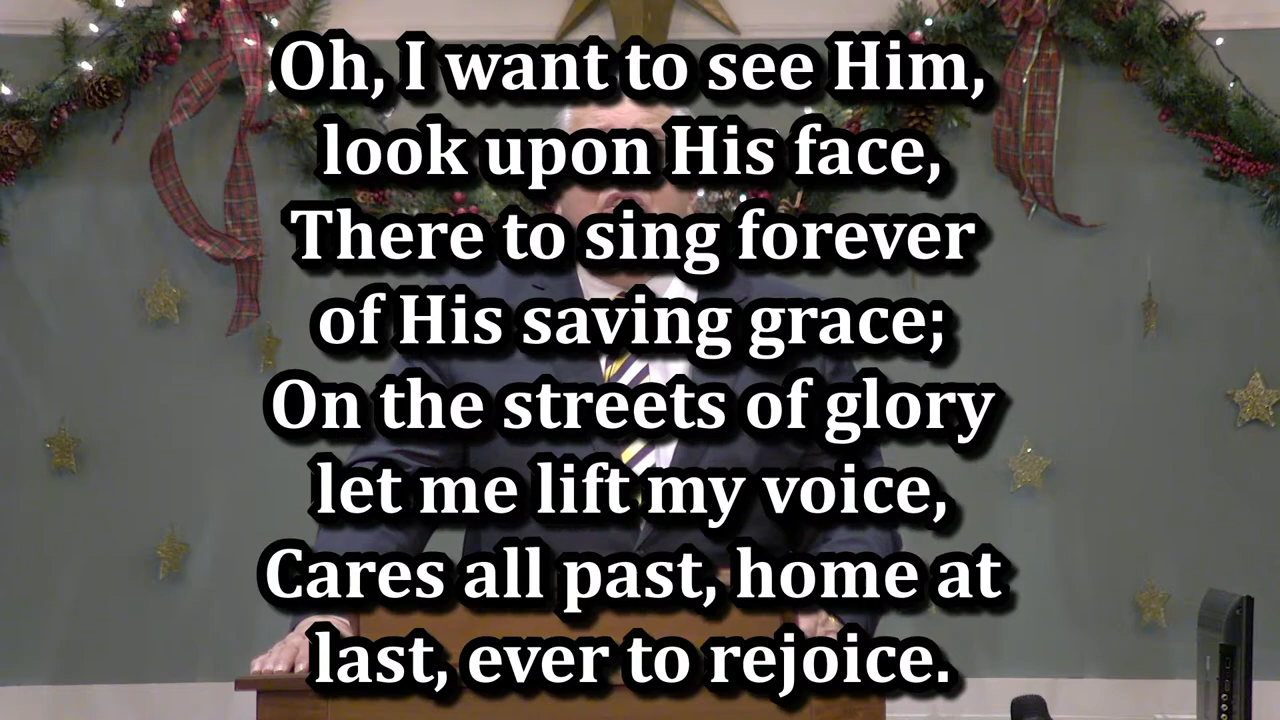 Oh, I want to see Him,
look upon His face,
There to sing forever
of His saving grace;
On the streets of glory
let me lift my voice,
Cares all past, home at
last, ever to rejoice.